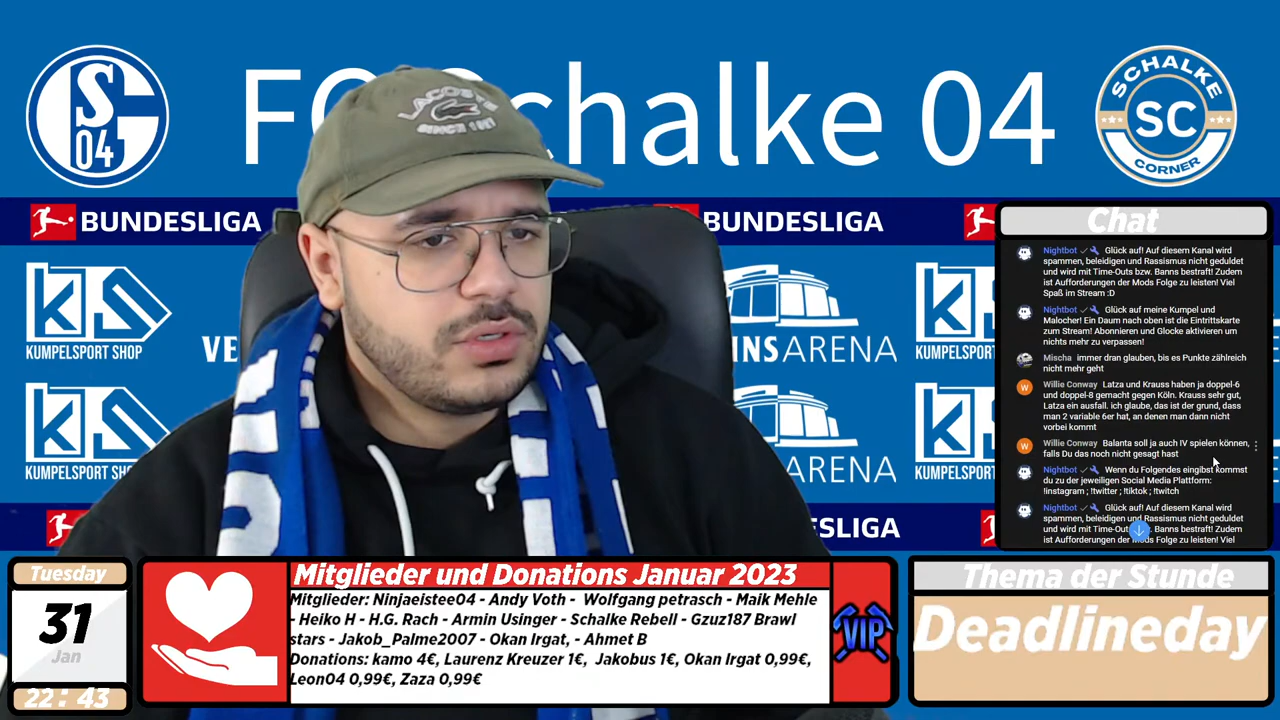 S
04
FC Schalke 04
SCHALKE
SC
CORNER
LACOSTE
SINCE 1927
BUNDESLIGA
BUNDESLIGA
KS
KUMPELSPORT SHOP
VE
INSARENA
KS
KUMPELSPORT SHOP
INSARENA
ESLIGA
Chat
Nightbot Glück auf! Auf diesem Kanal wird
spammen, beleidigen und Rassismus nicht geduldet
und wird mit Time-Outs bzw. Banns bestraft! Zudem
ist Aufforderungen der Mods Folge zu leisten! Viel
Spaß im Stream :D
Nightbot Glück auf meine Kumpel und
Malocher! Ein Daum nach oben ist die Eintrittskarte
zum Stream! Abonnieren und Glocke aktivieren um
nichts mehr zu verpassen!
Mischa immer dran glauben, bis es Punkte zählreich
nicht mehr geht
W Willie Conway Latza und Krauss haben ja doppel-6
und doppel-8 gemacht gegen Köln. Krauss sehr gut,
Latza ein ausfall. ich glaube, das ist der grund, dass
man 2 variable 6er hat, an denen man dann nicht
vorbei kommt
W Willie Conway Balanta soll ja auch IV spielen können,
falls Du das noch nicht gesagt hast
Nightbot Wenn du Folgendes eingibst kommst
du zu der jeweiligen Social Media Plattform:
!instagram ; !twitter ; !tiktok ; !twitch
Nightbot Glück auf! Auf diesem Kanal wird
spammen, beleidigen und Rassismus nicht geduldet
und wird mit Time-Outs Banns bestraft! Zudem
ist Aufforderungen der Mods Folge zu leisten! Viel
Tuesday
31
Jan
22:43
Mitglieder und Donations Januar 2023
Mitglieder: Ninjaeistee04 - Andy Voth - Wolfgang petrasch - Maik Mehle
- Heiko H - H.G. Rach - Armin Usinger - Schalke Rebell - Gzuz187 Brawl
stars - Jakob_Palme2007 - Okan Irgat, - Ahmet B
Donations: kamo 4€, Laurenz Kreuzer 1€, Jakobus 1€, Okan Irgat 0,99€,
Leon04 0,99€, Zaza 0,99€
VIP
Thema der Stunde
Deadlineday